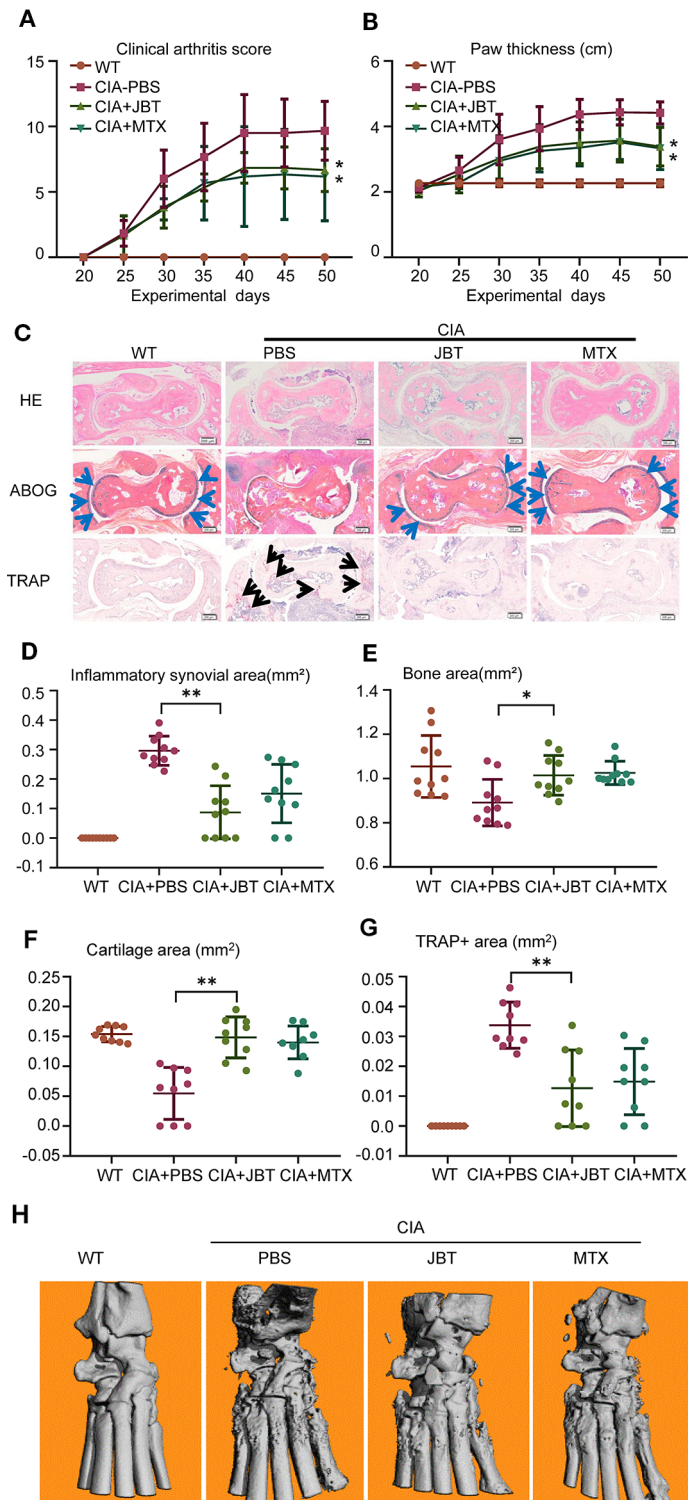 A
Clinical arthritis score
WT
CIA-PBS
CIA+JBT
CIA+MTX
15
10
5
0
*
*
20 25 30 35 40 45 50
Experimental days
B
Paw thickness (cm)
WT
CIA-PBS
CIA+JBT
CIA+MTX
6
4
2
0
*
*
20 25 30 35 40 45 50
Experimental days
C
CIA
WT PBS JBT MTX
HE
ABOG
TRAP
D
Inflammatory synovial area(mm²)
**
0.5
0.4
0.3
0.2
0.1
0.0
-0.1
WT CIA+PBS CIA+JBT CIA+MTX
E
Bone area(mm²)
*
1.4
1.2
1.0
0.8
0.6
WT CIA+PBS CIA+JBT CIA+MTX
F
Cartilage area (mm²)
**
0.25
0.20
0.15
0.10
0.05
0.0
-0.05
WT CIA+PBS CIA+JBT CIA+MTX
G
TRAP+ area (mm²)
**
0.05
0.04
0.03
0.02
0.01
0.0
-0.01
WT CIA+PBS CIA+JBT CIA+MTX
H
CIA
WT PBS JBT MTX